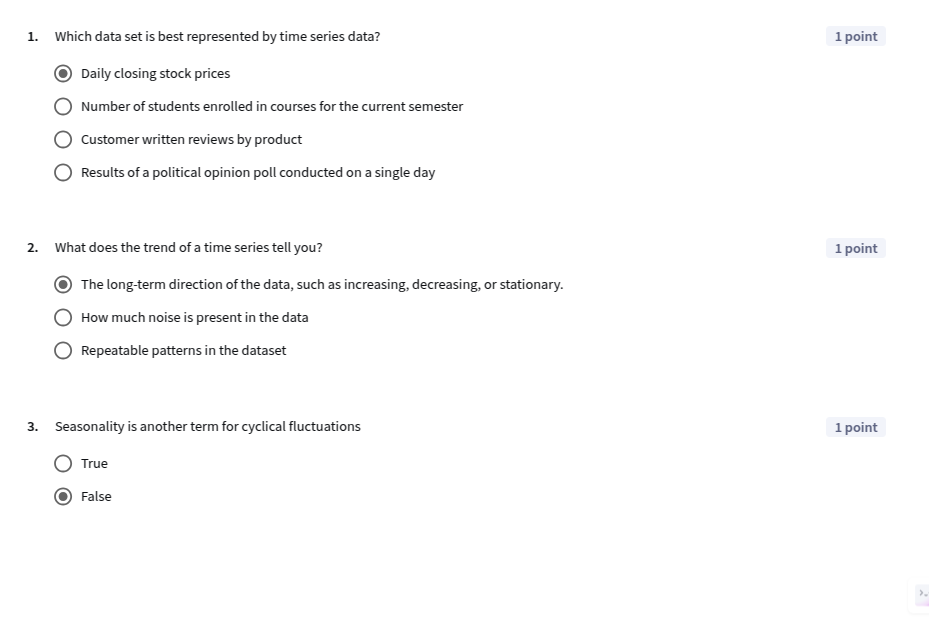 1. Which data set is best represented by time series data? 1 point
Daily closing stock prices
Number of students enrolled in courses for the current semester
Customer written reviews by product
Results of a political opinion poll conducted on a single day
2. What does the trend of a time series tell you? 1 point
The long-term direction of the data, such as increasing, decreasing, or stationary.
How much noise is present in the data
Repeatable patterns in the dataset
3. Seasonality is another term for cyclical fluctuations 1 point
True
False